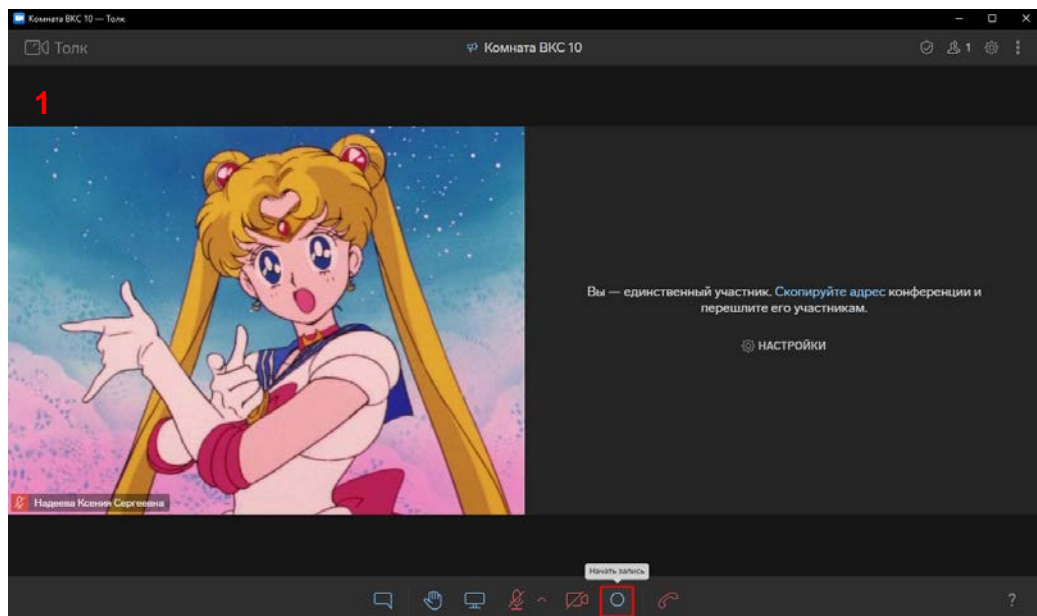 Комната ВКС 10 — Толк
Толк
Комната ВКС 10
1
1
Вы — единственный участник. Скопируйте адрес конференции и
перешлите его участникам.
НАСТРОЙКИ
Надеева Ксения Сергеевна
Начать запись
?